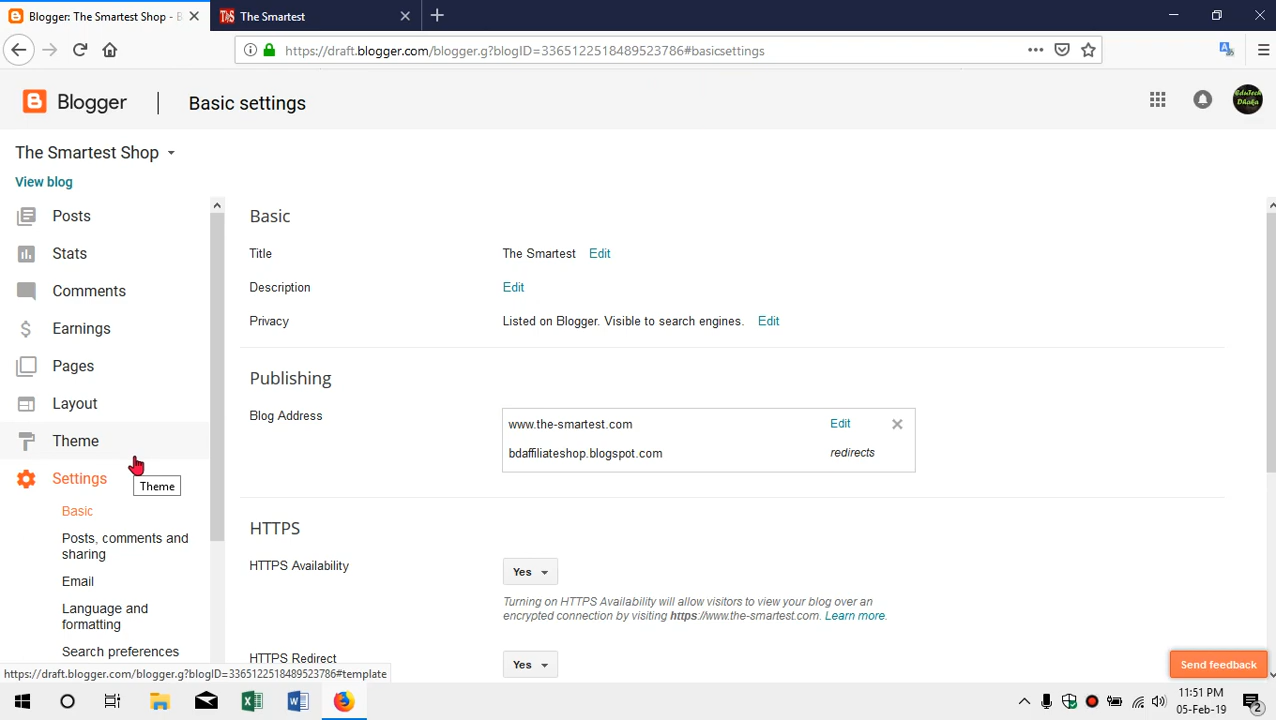 Blogger: The Smartest Shop - B
The Smartest
https://draft.blogger.com/blogger.g?blogID=3365122518489523786#basicsettings
Blogger
Basic settings
EduTech
Dhaka
The Smartest Shop
View blog
Posts
Stats
Comments
Earnings
Pages
Layout
Theme
Settings
Theme
Basic
Posts, comments and
sharing
Email
Language and
formatting
Search preferences
Basic
Title
The Smartest Edit
Description
Edit
Privacy
Listed on Blogger. Visible to search engines. Edit
Publishing
Blog Address
www.the-smartest.com Edit
bdaffiliateshop.blogspot.com redirects
HTTPS
HTTPS Availability
Yes
Turning on HTTPS Availability will allow visitors to view your blog over an
encrypted connection by visiting https://www.the-smartest.com. Learn more.
HTTPS Redirect
Yes
Send feedback
https://draft.blogger.com/blogger.g?blogID=3365122518489523786#template
11:51 PM
05-Feb-19
2